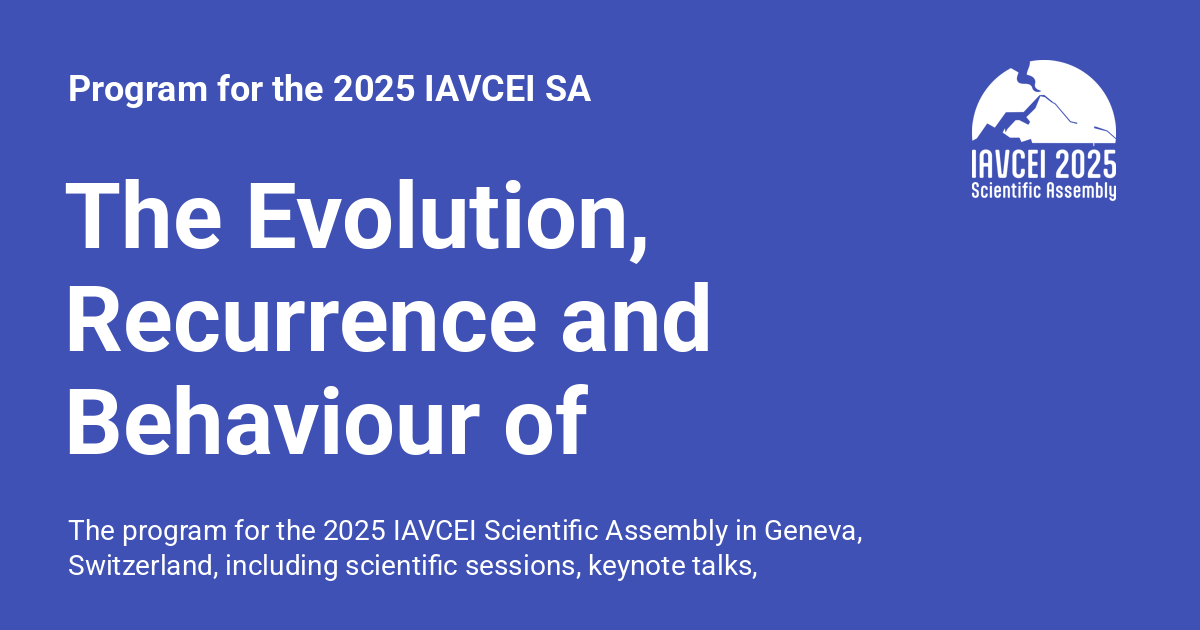 Program for the 2025 IAVCEI SA
IAVCEI 2025
Scientific Assembly
The Evolution,
Recurrence and
Behaviour of
The program for the 2025 IAVCEI Scientific Assembly in Geneva,
Switzerland, including scientific sessions, keynote talks,